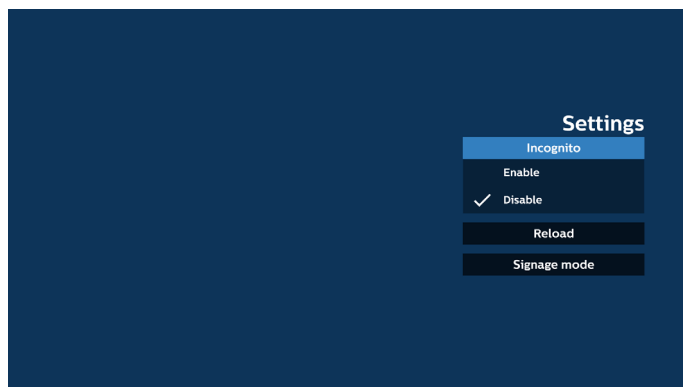 Settings
Incognito
Enable
Disable
Reload
Signage mode